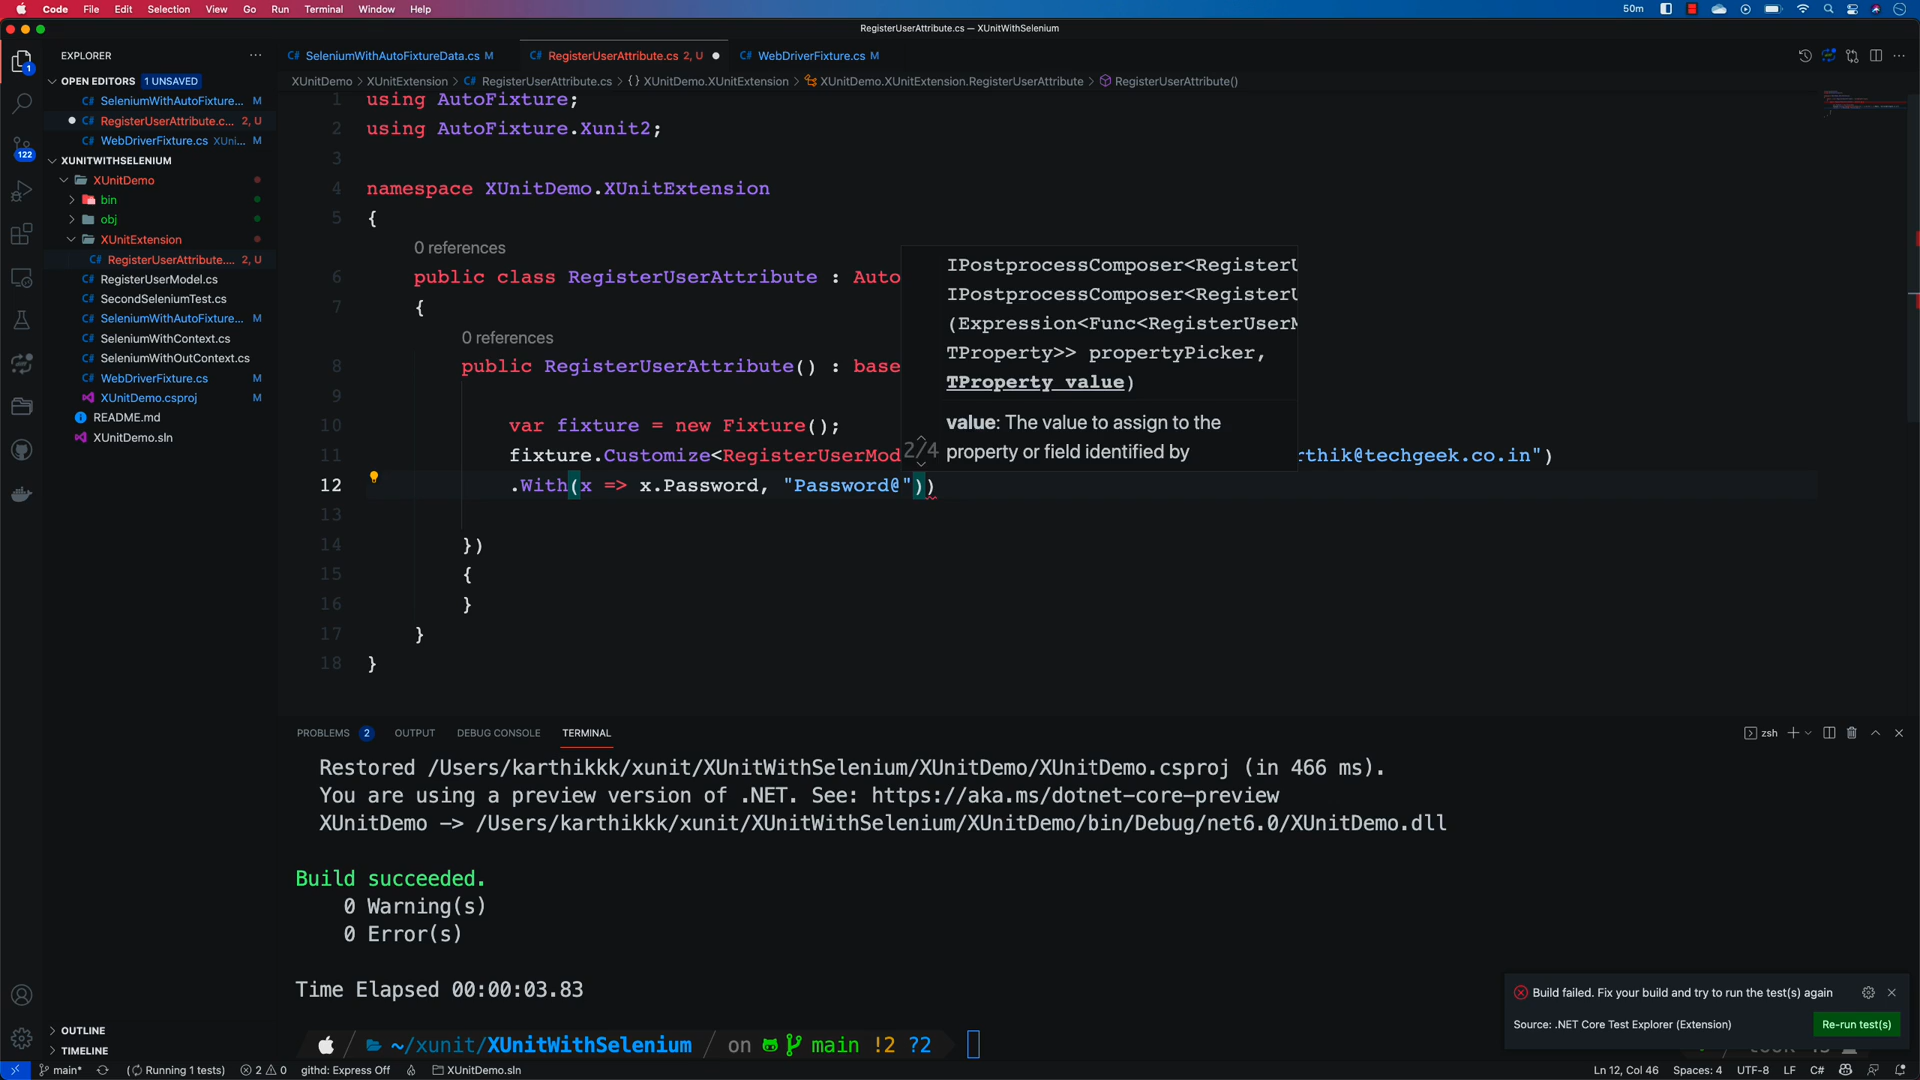 Code File Edit Selection View Go Run Terminal Window Help 50m
RegisterUserAttribute.cs — XUnitWithSelenium
EXPLORER
OPEN EDITORS 1 UNSAVED
SeleniumWithAutoFixture... M
RegisterUserAttribute.c... 2, U
WebDriverFixture.cs XUni... M
XUNITWITHSELENIUM
XUnitDemo
bin
obj
XUnitExtension
RegisterUserAttribute.... 2, U
RegisterUserModel.cs
SecondSeleniumTest.cs
SeleniumWithAutoFixture... M
SeleniumWithContext.cs
SeleniumWithOutContext.cs
WebDriverFixture.cs M
XUnitDemo.csproj M
README.md
XUnitDemo.sln
OUTLINE
TIMELINE
1
122
SeleniumWithAutoFixtureData.cs M RegisterUserAttribute.cs 2, U WebDriverFixture.cs M
XUnitDemo > XUnitExtension > RegisterUserAttribute.cs > {} XUnitDemo.XUnitExtension > XUnitDemo.XUnitExtension.RegisterUserAttribute > RegisterUserAttribute()
1 using AutoFixture;
2 using AutoFixture.Xunit2;
3
4 namespace XUnitDemo.XUnitExtension
5 {
0 references
6 public class RegisterUserAttribute : Auto
7 {
0 references
8 public RegisterUserAttribute() : base
9
10 var fixture = new Fixture();
11 fixture.Customize<RegisterUserMod rthik@techgeek.co.in")
12 .With(x => x.Password, "Password@"))
13
14 })
15 {
16 }
17 }
18 }
IPostprocessComposer<RegisterU
IPostprocessComposer<RegisterU
(Expression<Func<RegisterUserM
TProperty>> propertyPicker,
TProperty value)
value: The value to assign to the
2/4 property or field identified by
PROBLEMS 2 OUTPUT DEBUG CONSOLE TERMINAL zsh
Restored /Users/karthikkk/xunit/XUnitWithSelenium/XUnitDemo/XUnitDemo.csproj (in 466 ms).
You are using a preview version of .NET. See: https://aka.ms/dotnet-core-preview
XUnitDemo -> /Users/karthikkk/xunit/XUnitWithSelenium/XUnitDemo/bin/Debug/net6.0/XUnitDemo.dll
Build succeeded.
0 Warning(s)
0 Error(s)
Time Elapsed 00:00:03.83
~/xunit/XUnitWithSelenium on main !2 ?2
Build failed. Fix your build and try to run the test(s) again
Source: .NET Core Test Explorer (Extension) Re-run test(s)
main* (Running 1 tests) 2 0 githd: Express Off XUnitDemo.sln Ln 12, Col 46 Spaces: 4 UTF-8 LF C#